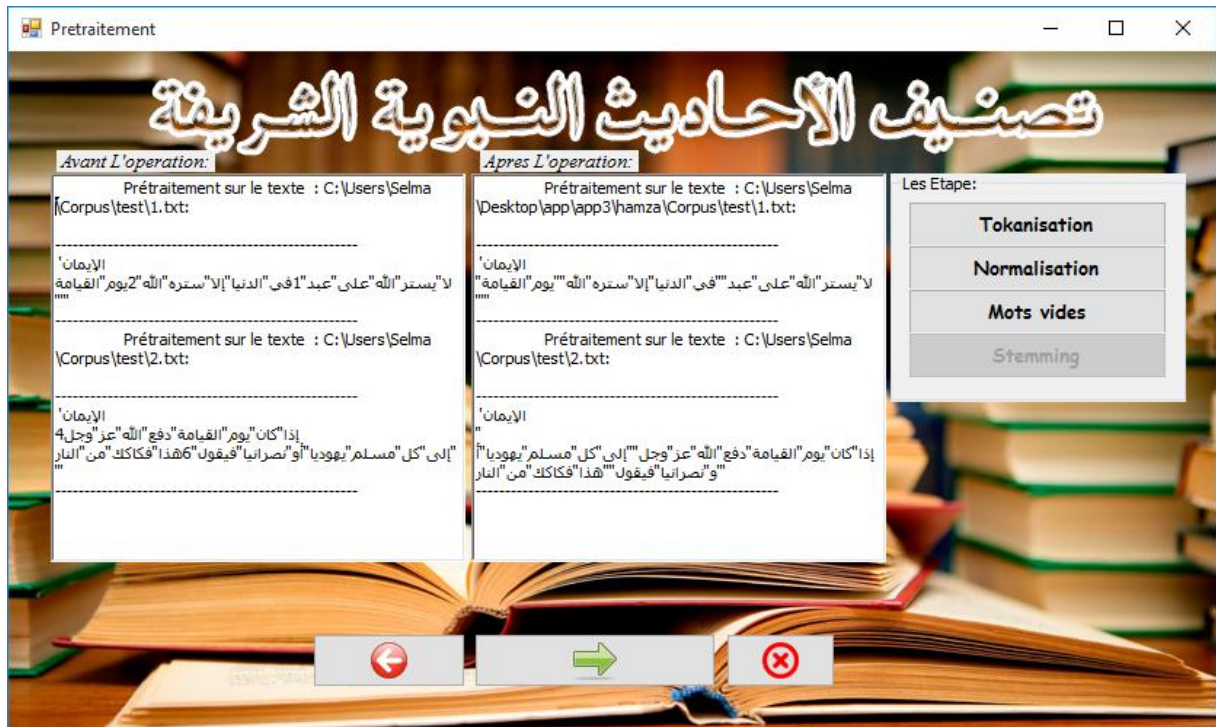 Pretraitement
تصنيف الأحاديث النبوية الشريفة
Avant L'operation:
Prétraitement sur le texte : C:\Users\Selma
\Corpus\test\1.txt:
--------------------------------------------------
الإيمان'
لا"يستر"الله"على"عبد"1في"الدنيا"إلا"ستره"الله"2يوم"القيامة
"""
--------------------------------------------------
Prétraitement sur le texte : C:\Users\Selma
\Corpus\test\2.txt:
--------------------------------------------------
الإيمان'
إذا"كان"يوم"القيامة"دفع"الله"عز"وجل4
"إلى"كل"مسلم"يهوديا"أو"نصرانيا"فيقول"6هذا"فكاكك"من"النار
"'
--------------------------------------------------
Apres L'operation:
Prétraitement sur le texte : C:\Users\Selma
\Desktop\app\app3\hamza\Corpus\test\1.txt:
--------------------------------------------------
الإيمان'
لا"يستر"الله"على"عبد""في"الدنيا"إلا"ستره"الله""يوم"القيامة"
"""
--------------------------------------------------
Prétraitement sur le texte : C:\Users\Selma
\Corpus\test\2.txt:
--------------------------------------------------
الإيمان'
"
إذا"كان"يوم"القيامة"دفع"الله"عز"وجل""إلى"كل"مسلم"يهوديا"أ
و"نصرانيا"فيقول""هذا"فكاكك"من"النار"'
--------------------------------------------------
Les Etape:
Tokanisation
Normalisation
Mots vides
Stemming